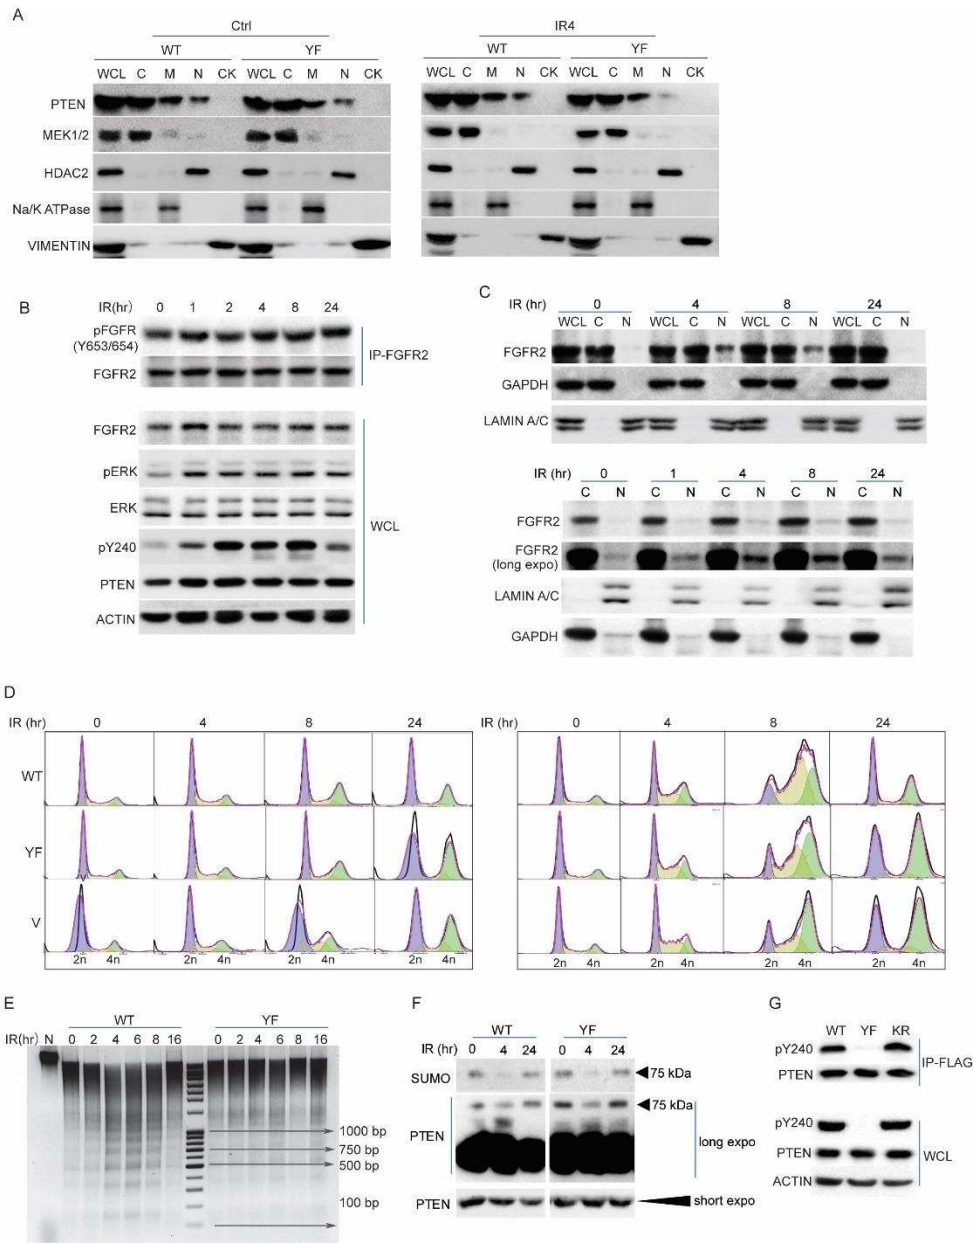 A
Ctrl
IR4
WT YF WT YF
WCL C M N CK WCL C M N CK WCL C M N CK WCL C M N CK
PTEN
MEK1/2
HDAC2
Na/K ATPase
VIMENTIN
B
IR(hr) 0 1 2 4 8 24
pFGFR
(Y653/654)
FGFR2
IP-FGFR2
FGFR2
pERK
ERK
pY240
PTEN
ACTIN
WCL
C
IR (hr) 0 4 8 24
WCL C N WCL C N WCL C N WCL C N
FGFR2
GAPDH
LAMIN A/C
IR (hr) 0 1 4 8 24
C N C N C N C N C N
FGFR2
FGFR2
(long expo)
LAMIN A/C
GAPDH
D
IR (hr) 0 4 8 24 IR (hr) 0 4 8 24
WT
YF
V
2n 4n 2n 4n 2n 4n 2n 4n 2n 4n 2n 4n 2n 4n 2n 4n
E
WT YF
IR(hr) N 0 2 4 6 8 16 0 2 4 6 8 16
1000 bp
750 bp
500 bp
100 bp
F
WT YF
IR (hr) 0 4 24 0 4 24
SUMO
75 kDa
75 kDa
PTEN
long expo
PTEN
short expo
G
WT YF KR
pY240
PTEN
IP-FLAG
pY240
PTEN
ACTIN
WCL